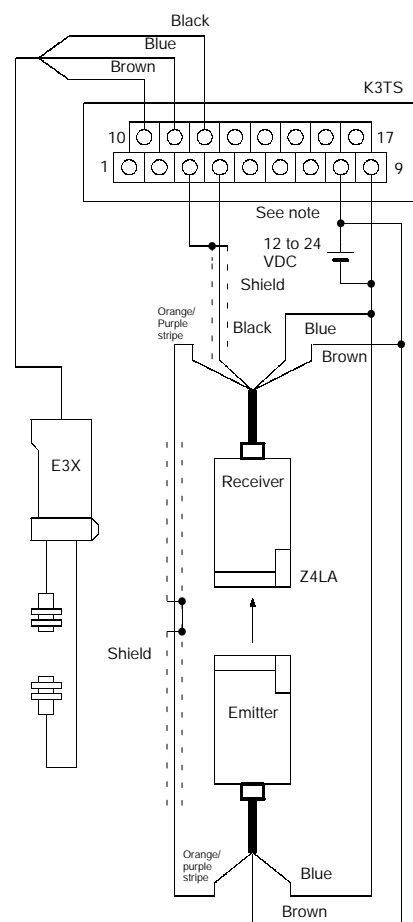 Black
Blue
Brown
K3TS
10
17
1
9
See note
12 to 24
VDC
Shield
Orange/
Purple
stripe
Black
Blue
Brown
E3X
Receiver
Z4LA
Shield
Emitter
Orange/
purple
stripe
Blue
Brown